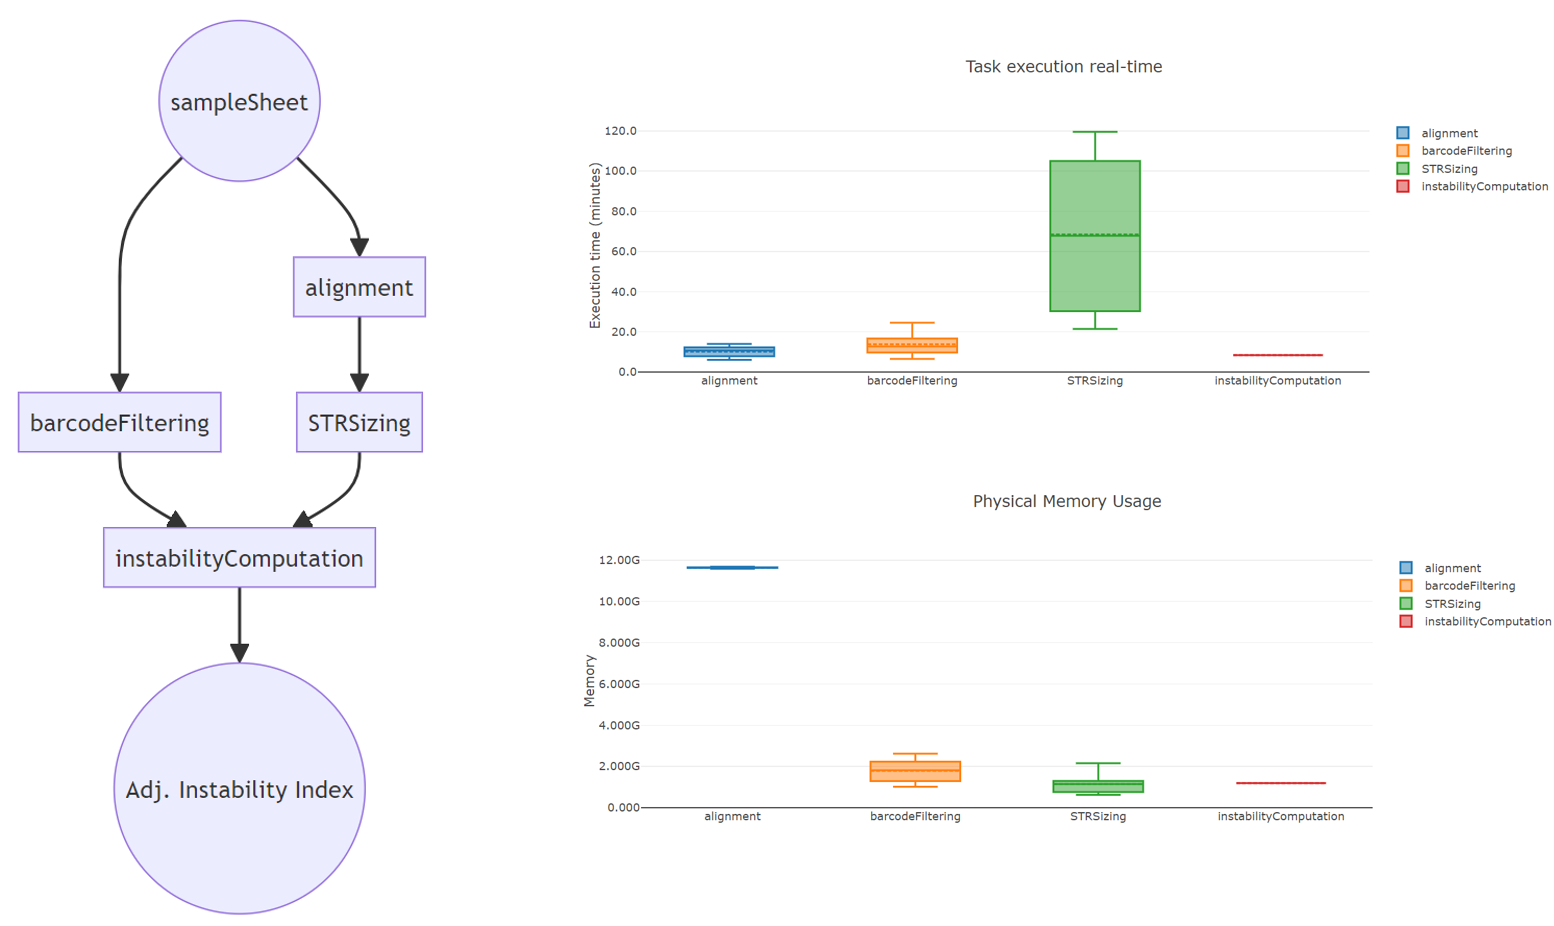 sampleSheet
alignment
barcodeFiltering
STRSizing
instabilityComputation
Adj. Instability Index
Task execution real-time
Execution time (minutes)
120.0
100.0
80.0
60.0
40.0
20.0
0.0
alignment
barcodeFiltering
STRSizing
instabilityComputation
alignment
barcodeFiltering
STRSizing
instabilityComputation
Physical Memory Usage
Memory
12.00G
10.00G
8.000G
6.000G
4.000G
2.000G
0.000
alignment
barcodeFiltering
STRSizing
instabilityComputation
alignment
barcodeFiltering
STRSizing
instabilityComputation